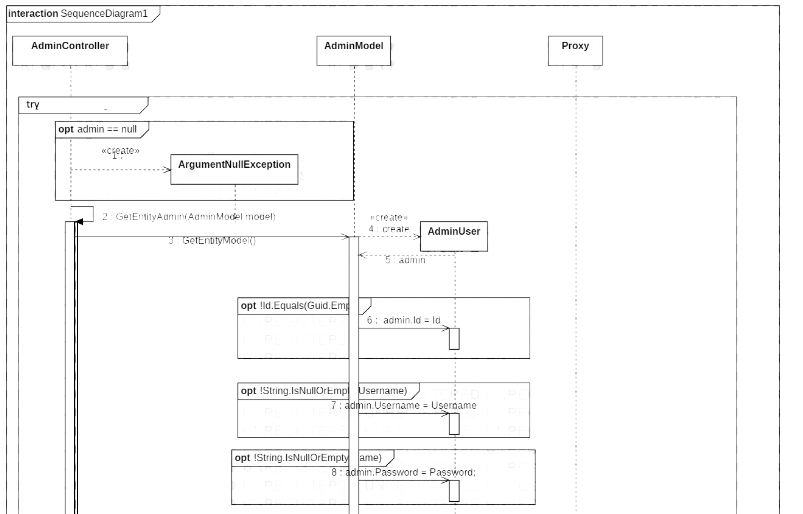 interaction SequenceDiagram1
AdminController
AdminModel
Proxy
try
opt admin == null
«create»
1 :
ArgumentNullException
2 : GetEntityAdmin(AdminModel model)
«create»
4 : create
AdminUser
3 : GetEntityModel()
5 : admin
opt !Id.Equals(Guid.Emp
6 : admin.Id = Id
opt !String.IsNullOrEmpty(Username)
7 : admin.Username = Username
opt !String.IsNullOrEmpty
8 : admin.Password = Password;